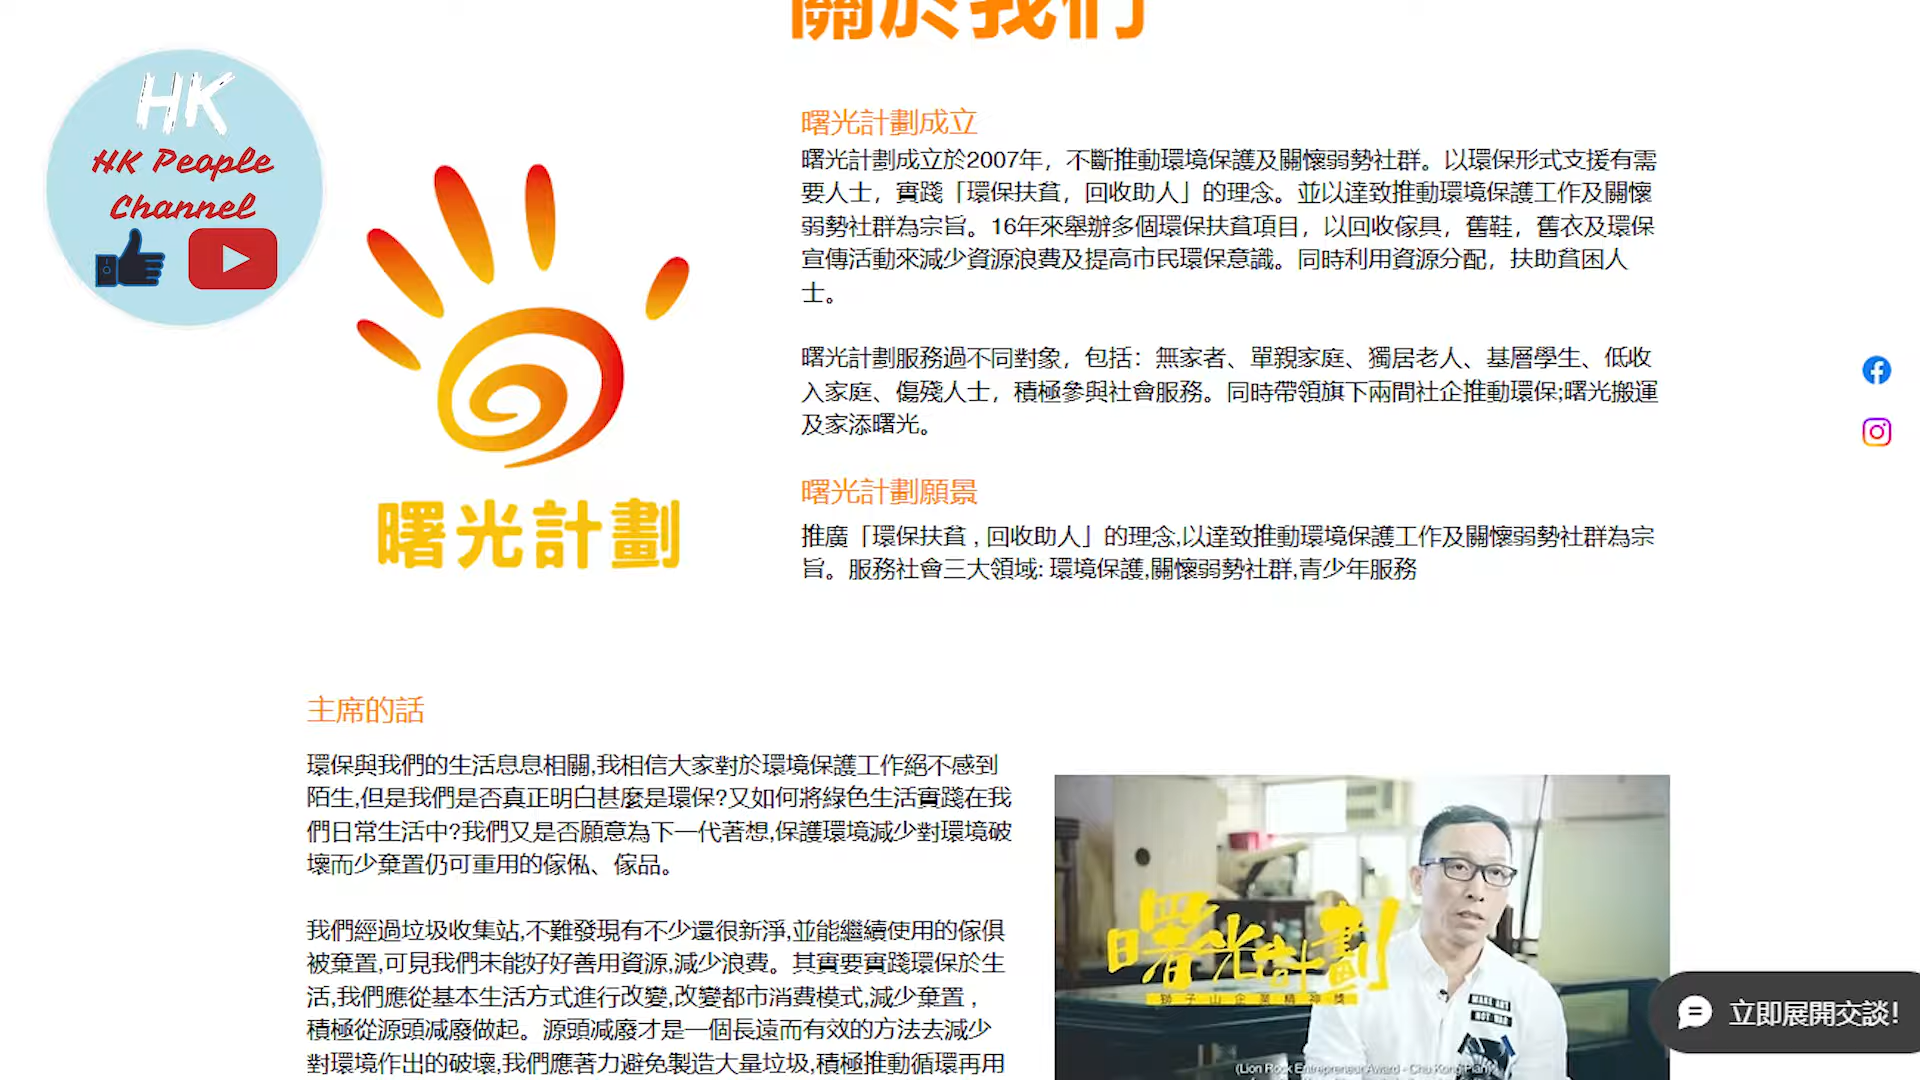 關於我們
HK
HK People
Channel
曙光計劃
曙光計劃成立
曙光計劃成立於2007年，不斷推動環境保護及關懷弱勢社群。以環保形式支援有需
要人士，實踐「環保扶貧，回收助人」的理念。並以達致推動環境保護工作及關懷
弱勢社群為宗旨。16年來舉辦多個環保扶貧項目，以回收傢具，舊鞋，舊衣及環保
宣傳活動來減少資源浪費及提高市民環保意識。同時利用資源分配，扶助貧困人
士。
曙光計劃服務過不同對象，包括：無家者、單親家庭、獨居老人、基層學生、低收
入家庭、傷殘人士，積極參與社會服務。同時帶領旗下兩間社企推動環保;曙光搬運
及家添曙光。
曙光計劃願景
推廣「環保扶貧 , 回收助人」的理念,以達致推動環境保護工作及關懷弱勢社群為宗
旨。服務社會三大領域: 環境保護,關懷弱勢社群,青少年服務
主席的話
環保與我們的生活息息相關,我相信大家對於環境保護工作絕不感到
陌生,但是我們是否真正明白甚麼是環保?又如何將綠色生活實踐在我
們日常生活中?我們又是否願意為下一代著想,保護環境減少對環境破
壞而少棄置仍可重用的傢俬、傢品。
我們經過垃圾收集站,不難發現有不少還很新淨,並能繼續使用的傢俱
被棄置,可見我們未能好好善用資源,減少浪費。其實要實踐環保於生
活,我們應從基本生活方式進行改變,改變都市消費模式,減少棄置 ,
積極從源頭減廢做起。源頭減廢才是一個長遠而有效的方法去減少
對環境作出的破壞,我們應著力避免製造大量垃圾,積極推動循環再用
曙光計劃
獅子山企業精神獎
MAKE ART
NOT WAR
(Lion Rock Entrepreneur Award - Chu Kong Pian)
立即展開交談!